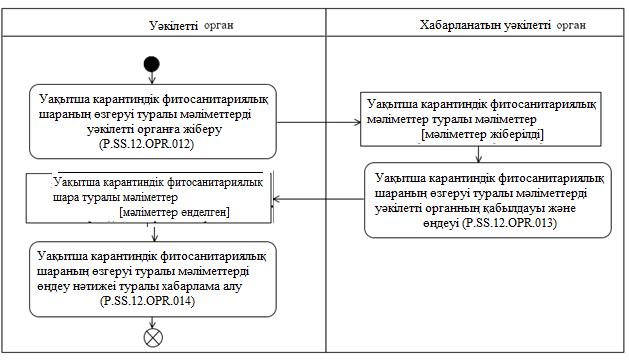 Уәкілетті орган
Хабарланатын уәкілетті орган
Уақытша карантиндік фитосанитариялық
шараның өзгеруі туралы мәліметтерді
уәкілетті органға жіберу
(P.SS.12.OPR.012)
Уақытша карантиндік фитосанитариялық
мәліметтер туралы мәліметтер
[мәліметтер жіберілді]
Уақытша карантиндік фитосанитариялық
шараның өзгеруі туралы мәліметтерді
уәкілетті органның қабылдауы және
өңдеуі (P.SS.12.OPR.013)
Уақытша карантиндік фитосанитариялық
шара туралы мәліметтер
[мәліметтер өңделген]
Уақытша карантиндік фитосанитариялық
шараның өзгеруі туралы мәліметтерді
өңдеу нәтижеі туралы хабарлама алу
(P.SS.12.OPR.014)